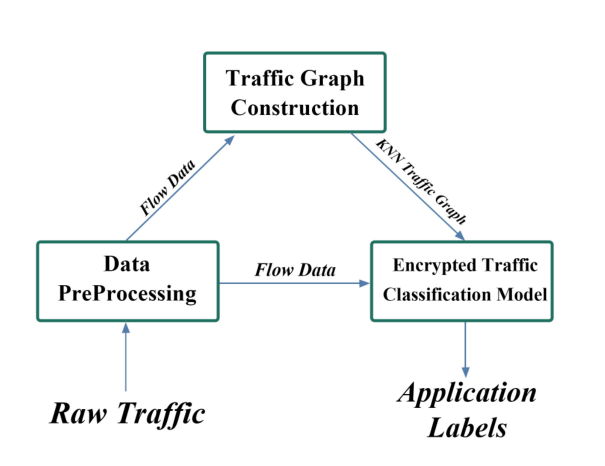 Traffic Graph
Construction
Flow Data
KNN Traffic Graph
Data
PreProcessing
Flow Data
Encrypted Traffic
Classification Model
Raw Traffic
Application
Labels